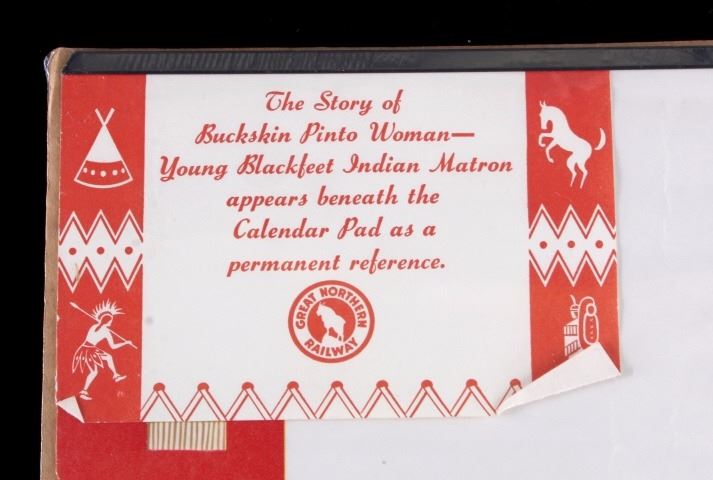 The Story of
Buckskin Pinto Woman—
Young Blackfeet Indian Matron
appears beneath the
Calendar Pad as a
permanent reference.
GREAT NORTHERN
RAILWAY